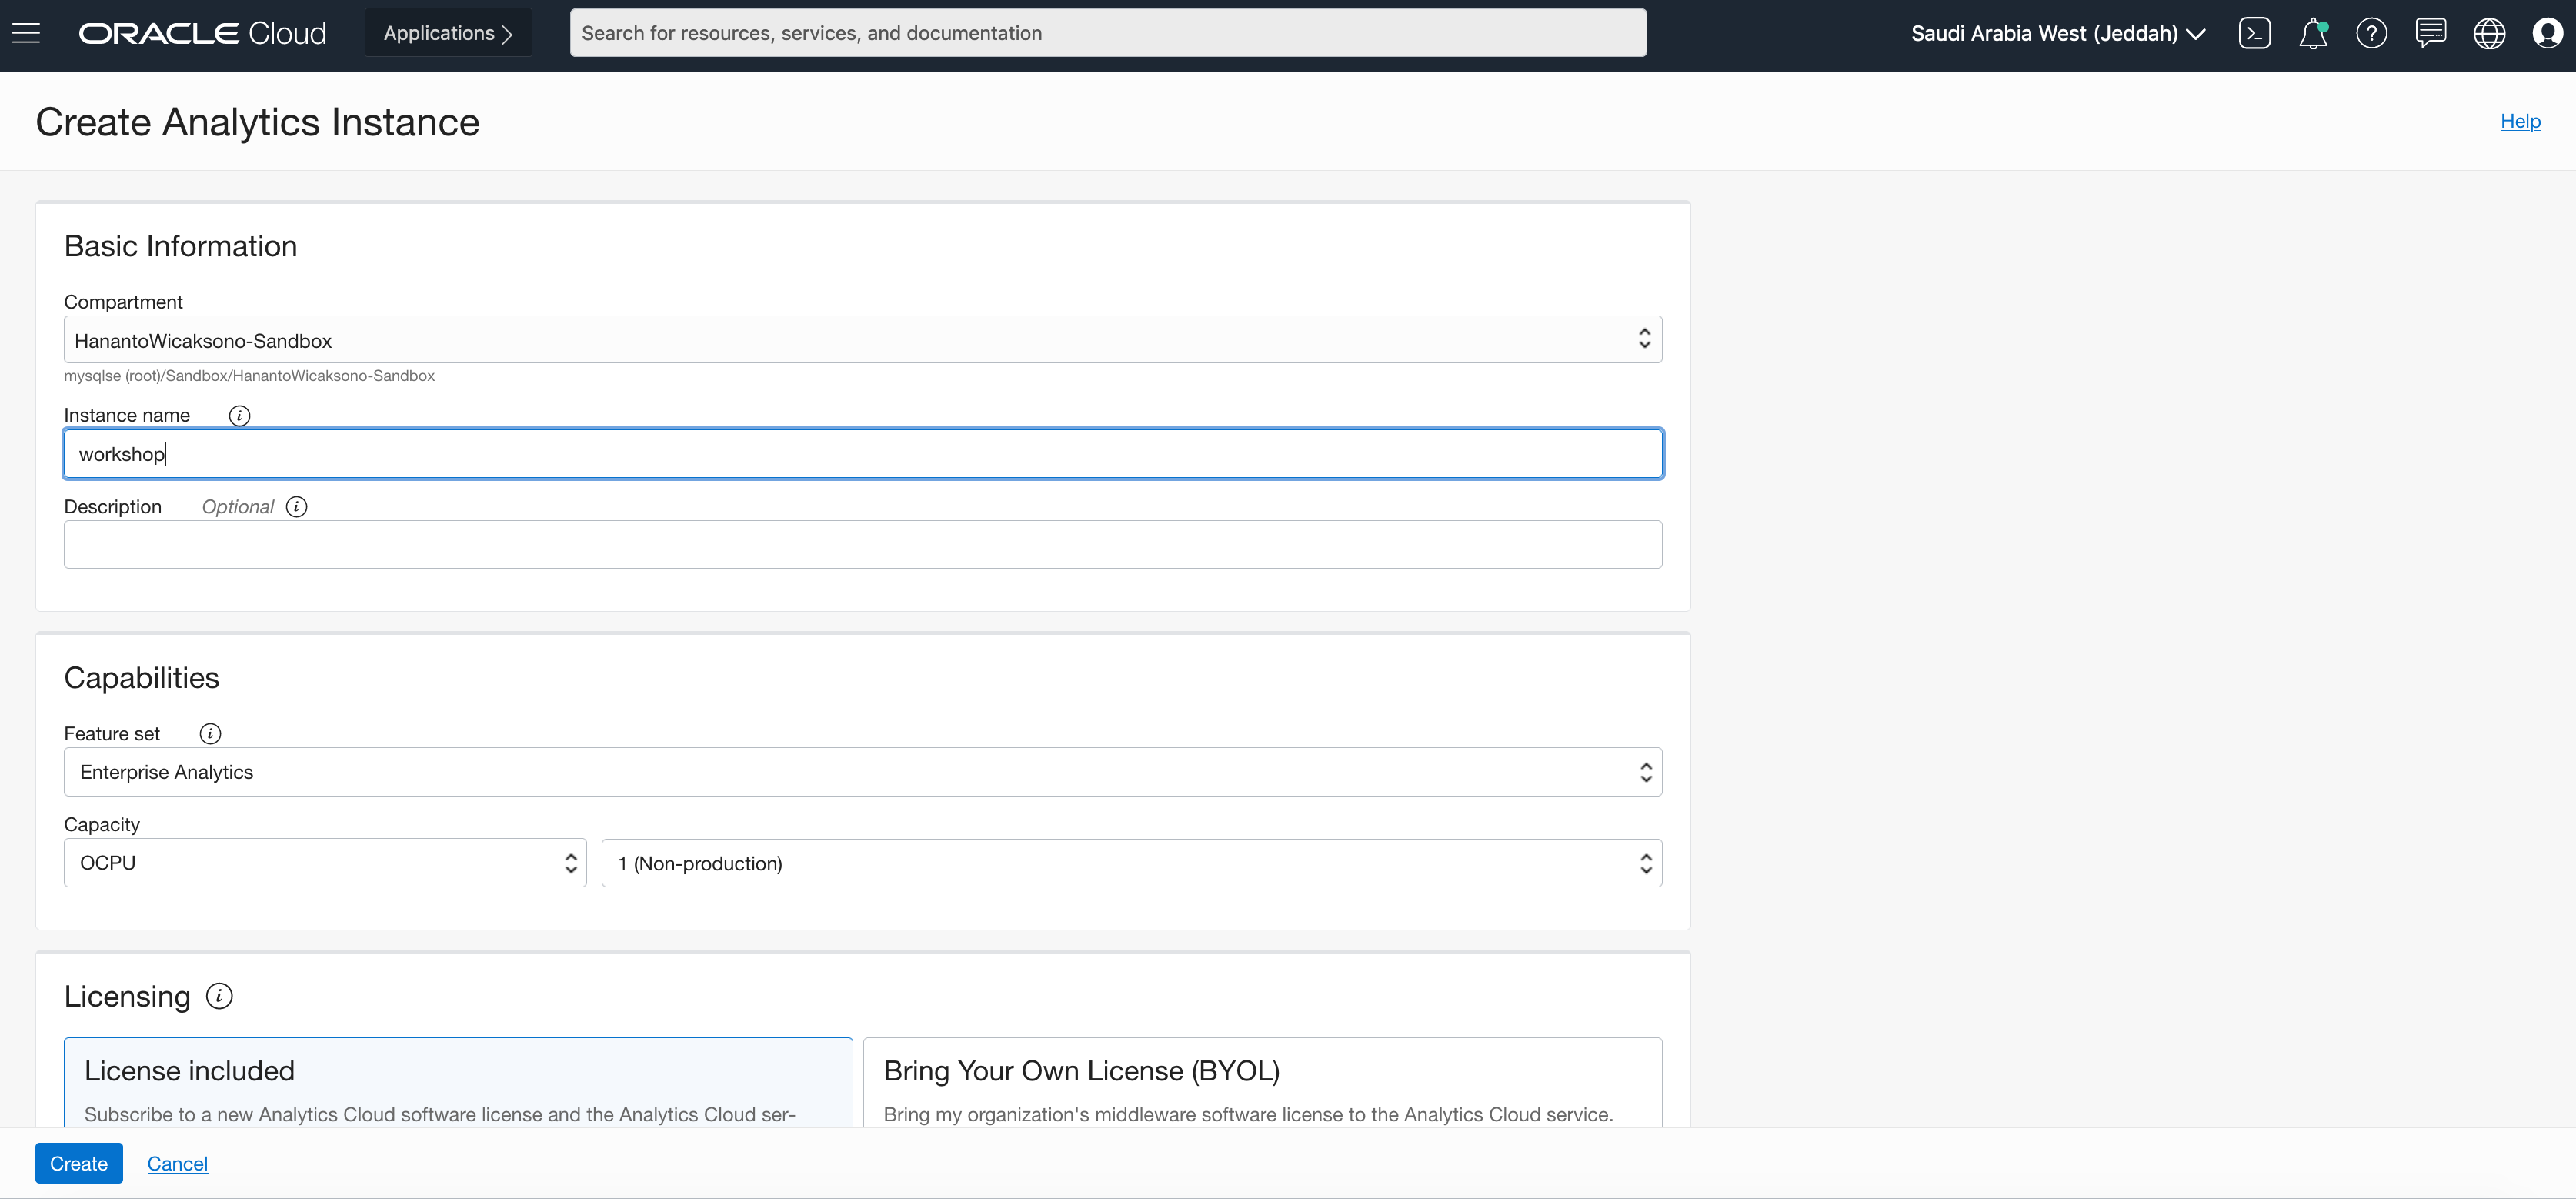 ORACLE Cloud
Applications
Search for resources, services, and documentation
Saudi Arabia West (Jeddah)
Create Analytics Instance
Help
Basic Information
Compartment
HanantoWicaksono-Sandbox
mysqlse (root)/Sandbox/HanantoWicaksono-Sandbox
Instance name
workshop
Description Optional
Capabilities
Feature set
Enterprise Analytics
Capacity
OCPU
1 (Non-production)
Licensing
License included
Subscribe to a new Analytics Cloud software license and the Analytics Cloud ser-
Bring Your Own License (BYOL)
Bring my organization's middleware software license to the Analytics Cloud service.
Create
Cancel